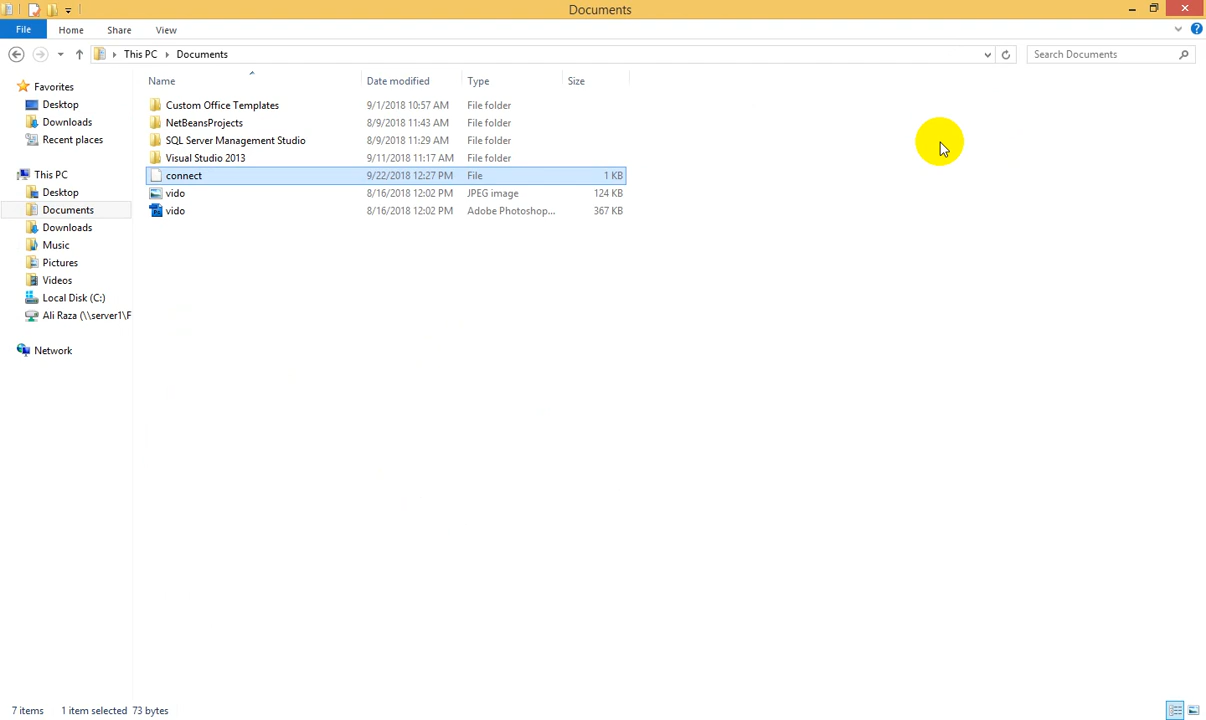 Documents
File Home Share View
This PC Documents Search Documents
Name Date modified Type Size
Favorites
Desktop
Downloads
Recent places
This PC
Desktop
Documents
Downloads
Music
Pictures
Videos
Local Disk (C:)
Ali Raza (\\server1\F
Network
Custom Office Templates 9/1/2018 10:57 AM File folder
NetBeansProjects 8/9/2018 11:43 AM File folder
SQL Server Management Studio 8/9/2018 11:29 AM File folder
Visual Studio 2013 9/11/2018 11:17 AM File folder
connect 9/22/2018 12:27 PM File 1 KB
vido 8/16/2018 12:02 PM JPEG image 124 KB
vido 8/16/2018 12:02 PM Adobe Photoshop... 367 KB
7 items 1 item selected 73 bytes